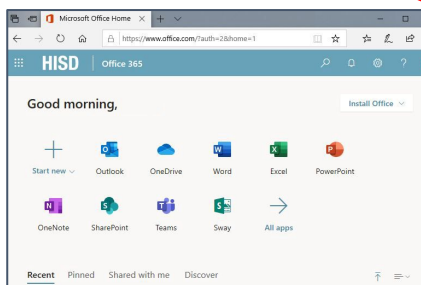 Microsoft Office Home
https://www.office.com/?auth=2&home=1
HISD Office 365
Good morning,
Install Office
Start new
Outlook
OneDrive
Word
Excel
PowerPoint
OneNote
SharePoint
Teams
Sway
All apps
Recent Pinned Shared with me Discover